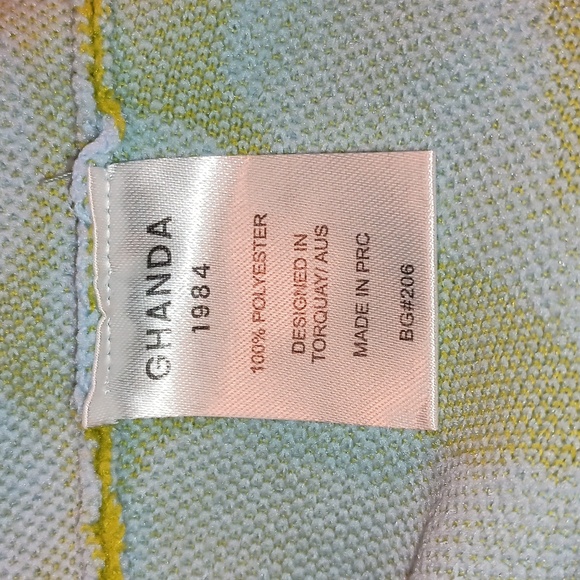 GHANDA
1984
100% POLYESTER
DESIGNED IN
TORQUAY/ AUS
MADE IN PRC
BG#206